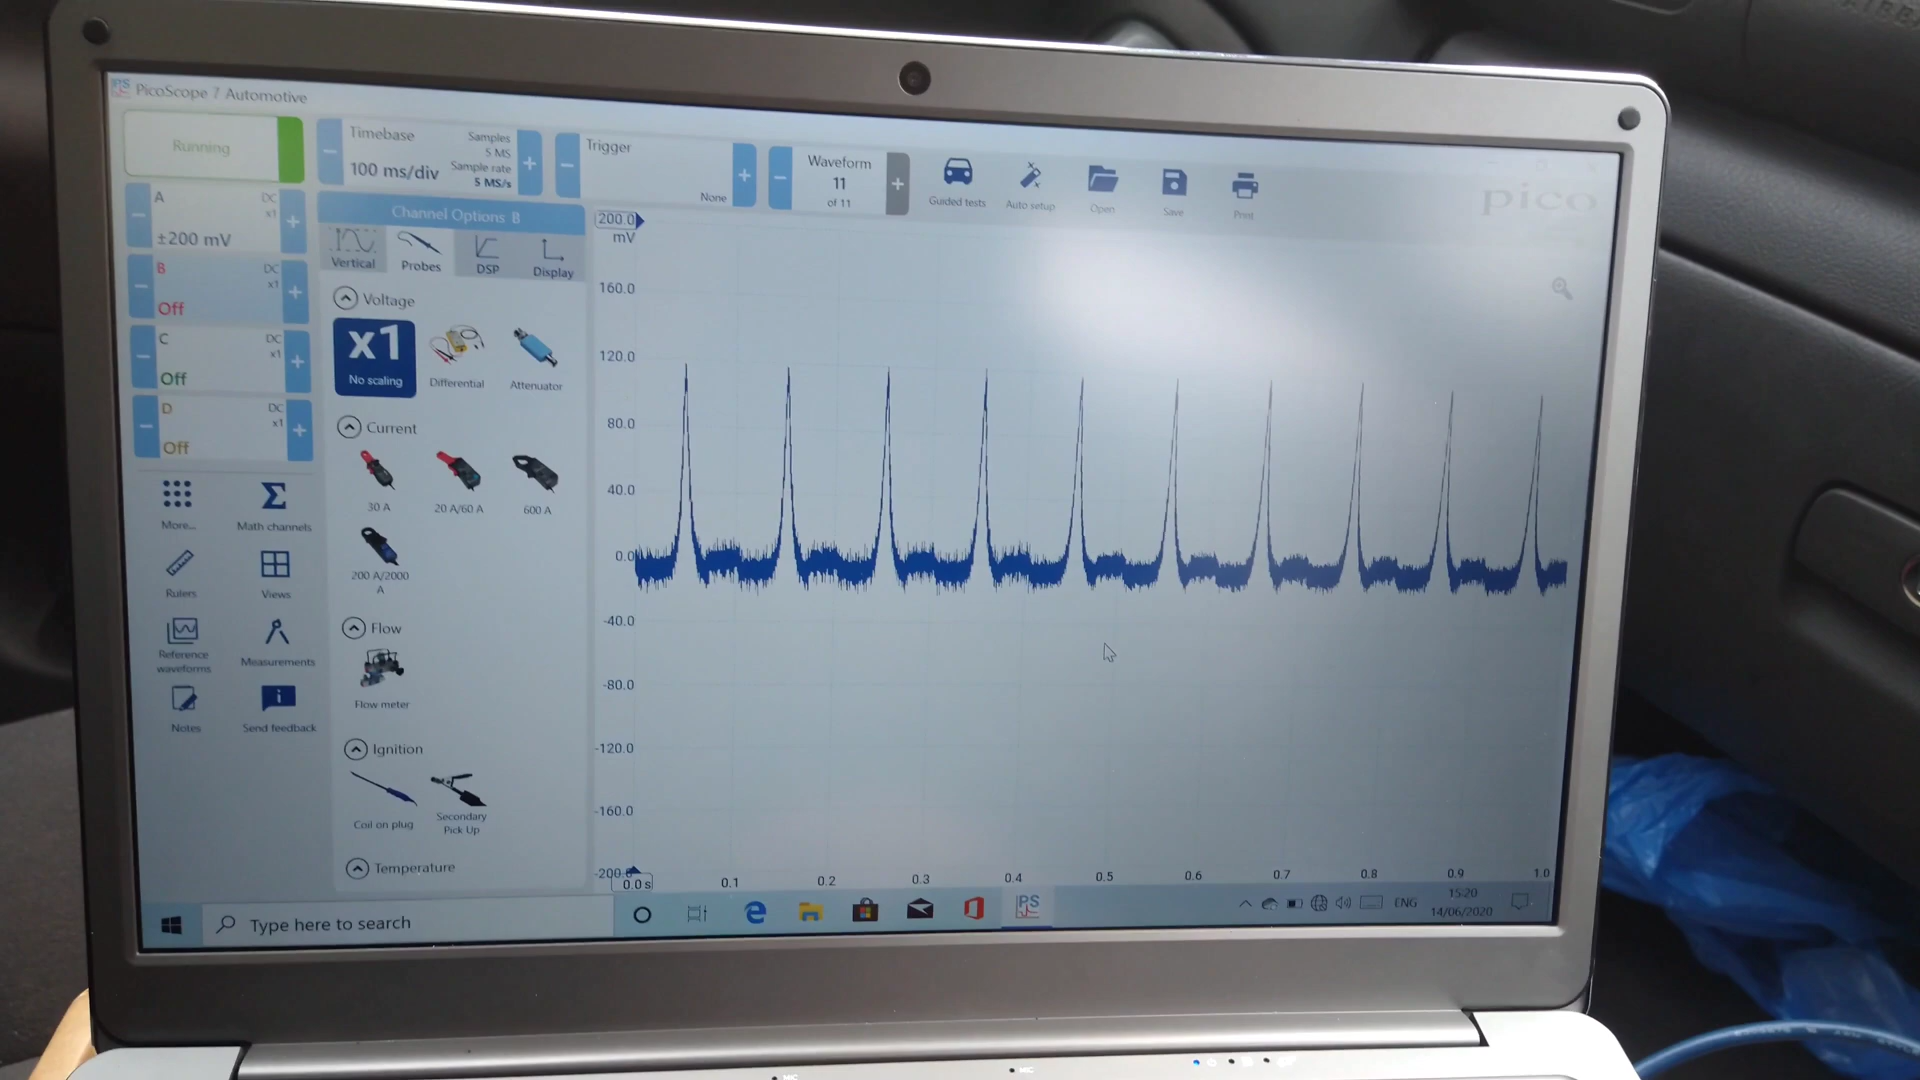 PS PicoScope 7 Automotive
Running
Timebase
100 ms/div
Samples
5 MS
Sample rate
5 MS/s
Trigger
None
Waveform
11
of 11
Guided tests
Auto setup
Open
Save
Print
pico
A
DC
x1
±200 mV
B
DC
x1
Off
C
DC
x1
Off
D
DC
x1
Off
More...
Math channels
Rulers
Views
Reference
waveforms
Measurements
Notes
Send feedback
Channel Options B
Vertical
Probes
DSP
Display
Voltage
x1
No scaling
Differential
Attenuator
Current
30 A
20 A/60 A
600 A
200 A/2000
A
Flow
Flow meter
Ignition
Coil on plug
Secondary
Pick Up
Temperature
200.0
mV
160.0
120.0
80.0
40.0
0.0
-40.0
-80.0
-120.0
-160.0
-200.0
0.0 s
0.1
0.2
0.3
0.4
0.5
0.6
0.7
0.8
0.9
1.0
Type here to search
PS
ENG
15:20
14/06/2020
MIC
MIC